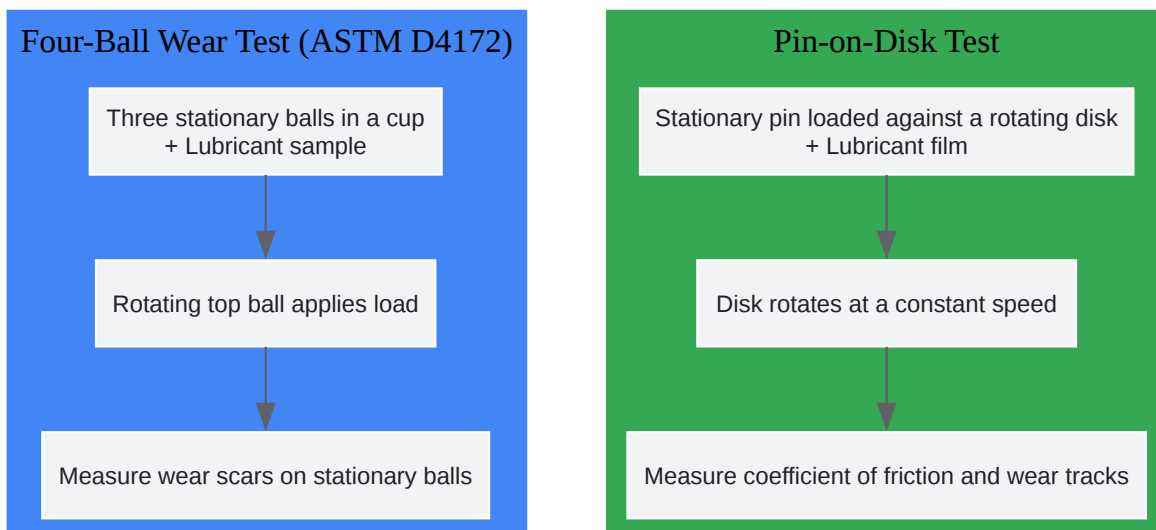 Four-Ball Wear Test (ASTM D4172)
Three stationary balls in a cup
+ Lubricant sample
Rotating top ball applies load
Measure wear scars on stationary balls
Pin-on-Disk Test
Stationary pin loaded against a rotating disk
+ Lubricant film
Disk rotates at a constant speed
Measure coefficient of friction and wear tracks